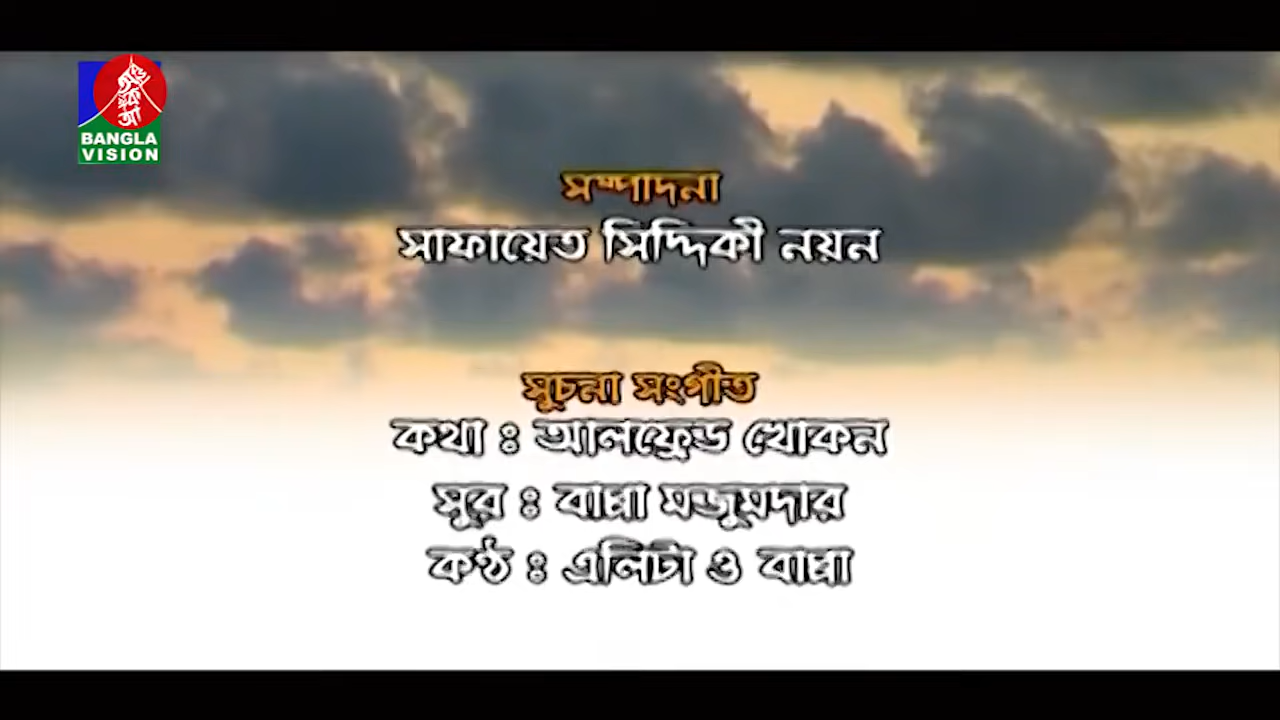 BANGLA
VISION
সম্পাদনা
সাফায়েত সিদ্দিকী নয়ন
সুচনা সংগীত
কথা ঃ আলফ্রেড খোকন
সুর ঃ বাপ্পা মজুমদার
কণ্ঠ ঃ এলিটা ও বাপ্পা